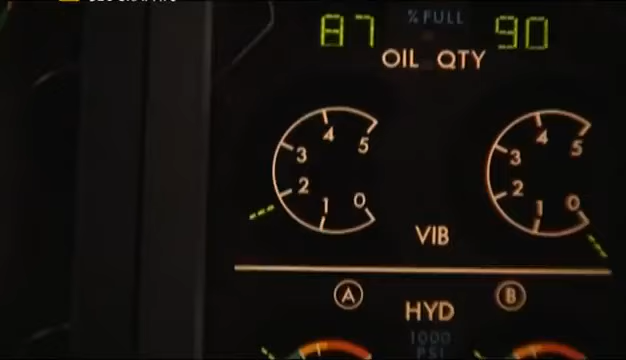 87 % FULL 90
OIL QTY
4 4
3 5 3 5
2 2
1 0 1 0
VIB
A B
HYD
1000
PSI